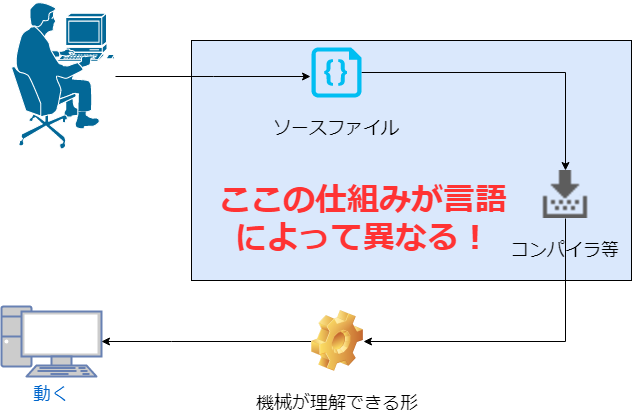 {}
ソースファイル
ここの仕組みが言語
によって異なる！
コンパイラ等
動く
機械が理解できる形